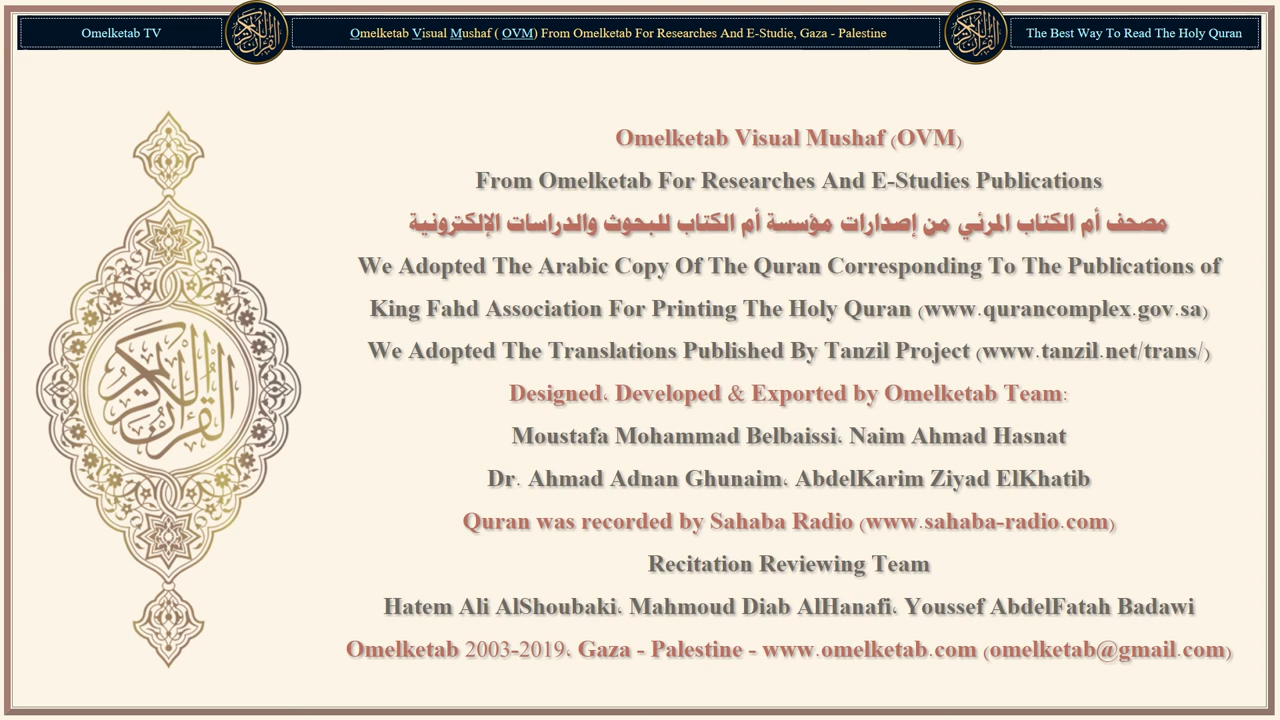 Omelketab TV
Omelketab Visual Mushaf ( OVM) From Omelketab For Researches And E-Studie, Gaza - Palestine
The Best Way To Read The Holy Quran
القرآن الكريم
Omelketab Visual Mushaf (OVM)
From Omelketab For Researches And E-Studies Publications
مصحف أم الكتاب المرئي من إصدارات مؤسسة أم الكتاب للبحوث والدراسات الإلكترونية
We Adopted The Arabic Copy Of The Quran Corresponding To The Publications of
King Fahd Association For Printing The Holy Quran (www.qurancomplex.gov.sa)
We Adopted The Translations Published By Tanzil Project (www.tanzil.net/trans/)
Designed، Developed & Exported by Omelketab Team:
Moustafa Mohammad Belbaissi، Naim Ahmad Hasnat
Dr. Ahmad Adnan Ghunaim، AbdelKarim Ziyad ElKhatib
Quran was recorded by Sahaba Radio (www.sahaba-radio.com)
Recitation Reviewing Team
Hatem Ali AlShoubaki، Mahmoud Diab AlHanafi، Youssef AbdelFatah Badawi
Omelketab 2003-2019، Gaza - Palestine - www.omelketab.com (omelketab@gmail.com)